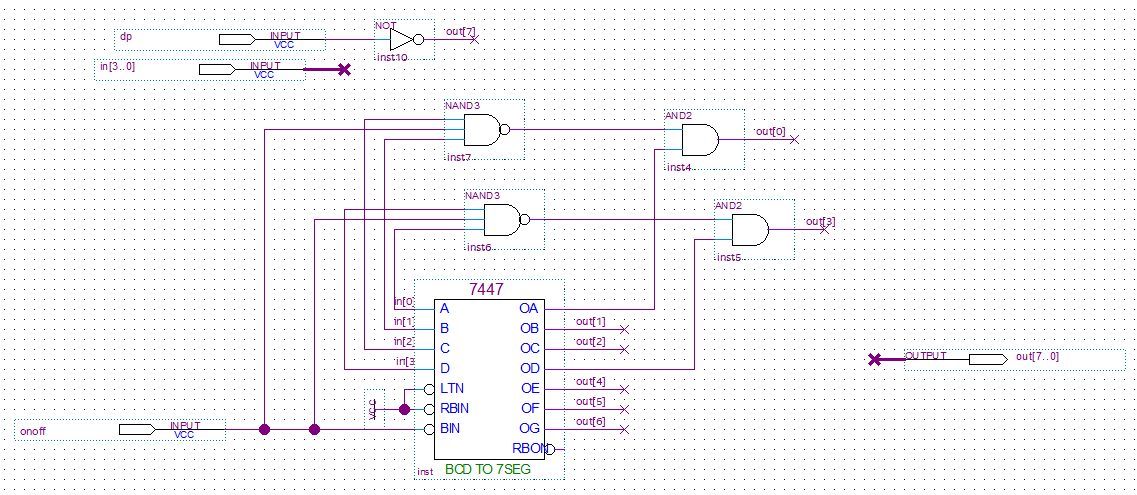 dp
INPUT
VCC
NOT
out[7]
inst10
in[3..0]
INPUT
VCC
NAND3
inst7
AND2
out[0]
inst4
NAND3
inst6
AND2
out[3]
inst5
7447
in[0
A
OA
in[1
B
OB
out[1]
in[2
C
OC
out[2]
in[3
D
OD
LTN
OE
out[4]
VCC
RBIN
OF
out[5]
BIN
OG
out[6]
RBON
inst
BCD TO 7SEG
onoff
INPUT
VCC
OUTPUT
out[7..0]